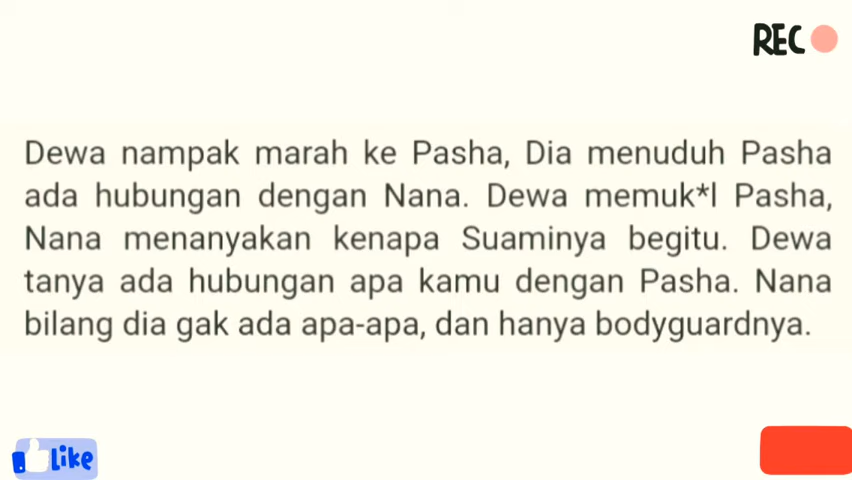 REC
Dewa nampak marah ke Pasha, Dia menuduh Pasha
ada hubungan dengan Nana. Dewa memuk*l Pasha,
Nana menanyakan kenapa Suaminya begitu. Dewa
tanya ada hubungan apa kamu dengan Pasha. Nana
bilang dia gak ada apa-apa, dan hanya bodyguardnya.
Like